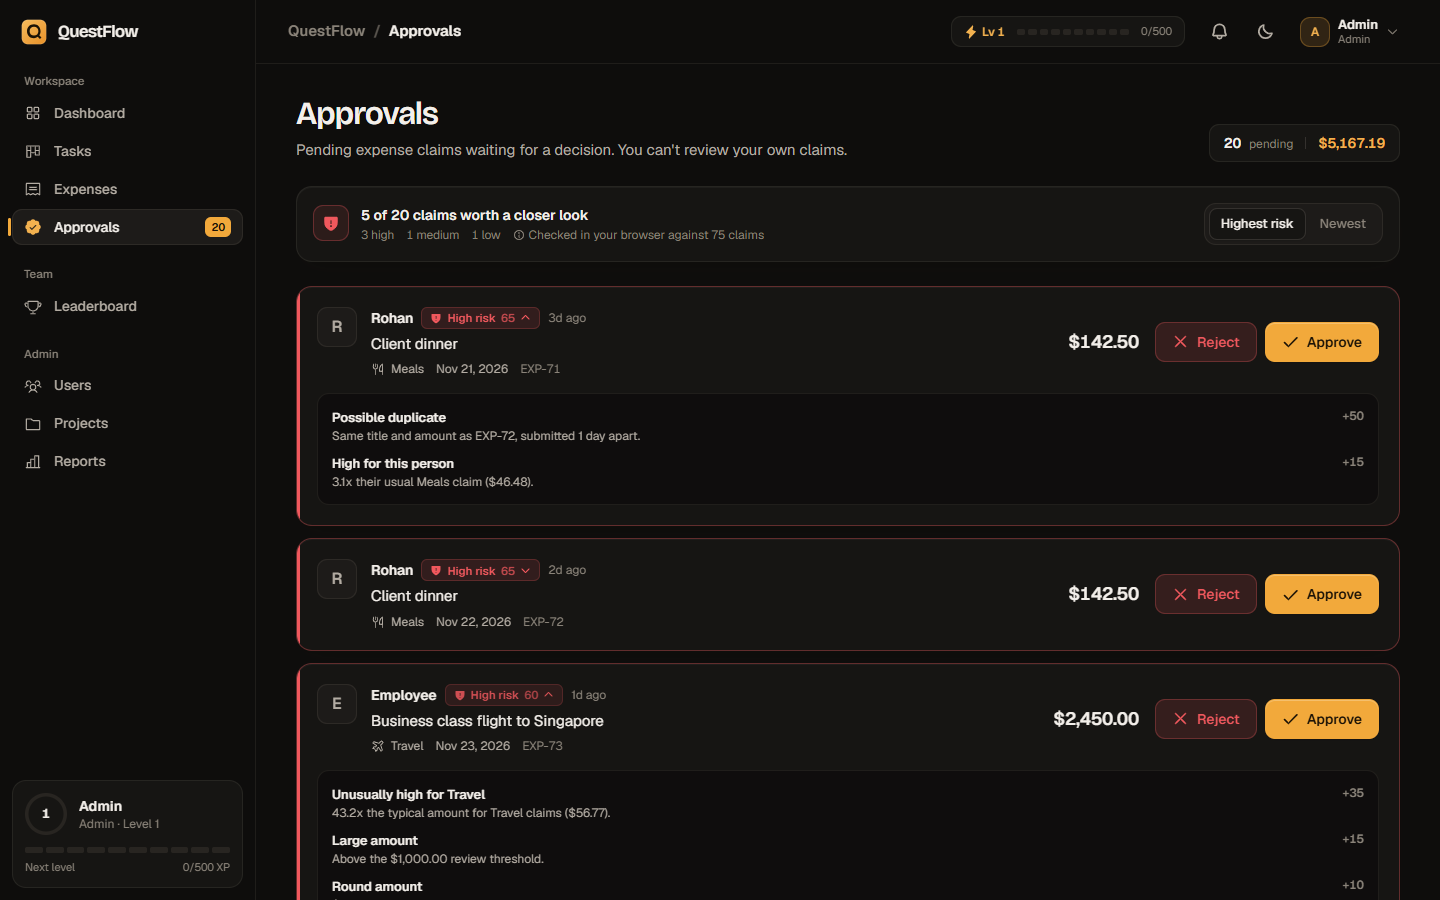 QuestFlow
Workspace
Dashboard
Tasks
Expenses
Approvals 20
Team
Leaderboard
Admin
Users
Projects
Reports
1
Admin
Admin · Level 1
Next level 0/500 XP
QuestFlow / Approvals
Lv 1 0/500
A
Admin
Admin
Approvals
Pending expense claims waiting for a decision. You can't review your own claims.
20 pending $5,167.19
5 of 20 claims worth a closer look
3 high 1 medium 1 low Checked in your browser against 75 claims
Highest risk Newest
R
Rohan High risk 65 3d ago
Client dinner
Meals Nov 21, 2026 EXP-71
$142.50 Reject Approve
Possible duplicate +50
Same title and amount as EXP-72, submitted 1 day apart.
High for this person +15
3.1x their usual Meals claim ($46.48).
R
Rohan High risk 65 2d ago
Client dinner
Meals Nov 22, 2026 EXP-72
$142.50 Reject Approve
E
Employee High risk 60 1d ago
Business class flight to Singapore
Travel Nov 23, 2026 EXP-73
$2,450.00 Reject Approve
Unusually high for Travel +35
43.2x the typical amount for Travel claims ($56.77).
Large amount +15
Above the $1,000.00 review threshold.
Round amount +10